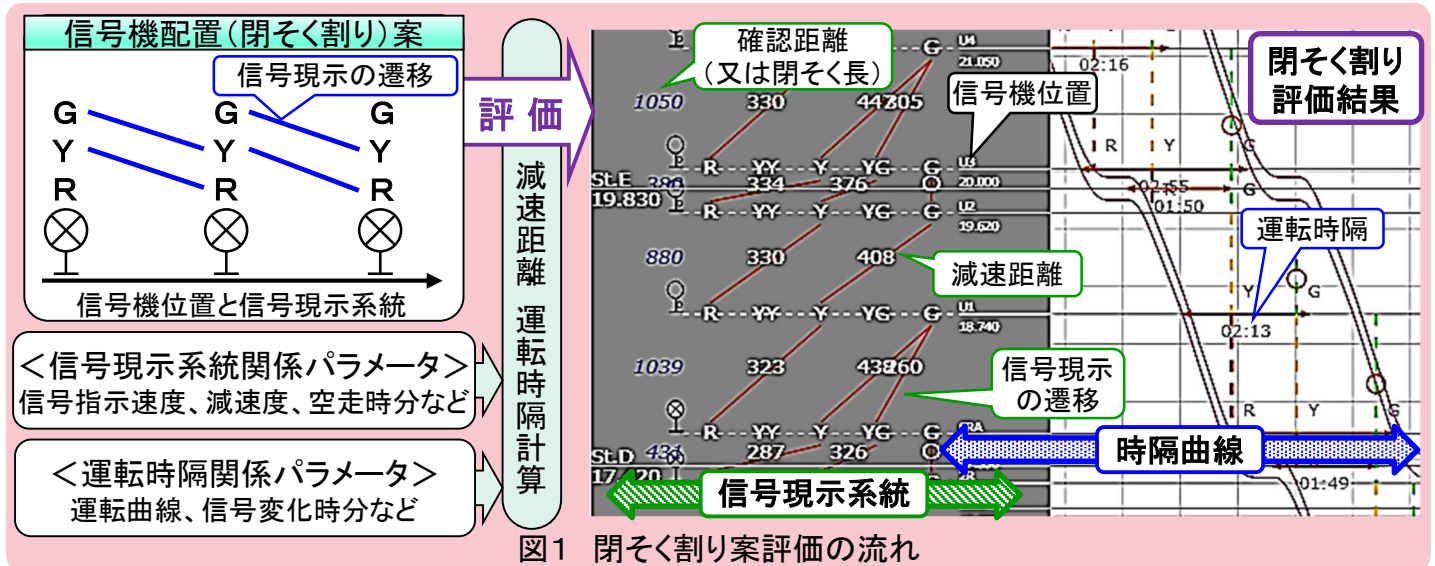 信号機配置(閉そく割り)案
信号現示の遷移
G G G
Y Y Y
R R R
信号機位置と信号現示系統
<信号現示系統関係パラメータ>
信号指示速度、減速度、空走時分など
<運転時隔関係パラメータ>
運転曲線、信号変化時分など
評価
減速距離 運転時隔計算
確認距離
(又は閉そく長)
信号機位置
閉そく割り
評価結果
G U4
21.050
02:16
1050 330
R YY Y YG G U3
20.000
R Y G
St.E
19.830
334 376
02:55
R G
01:50
R YY Y YG G U2
19.620
運転時隔
880 330 408
減速距離
Y G
R YY Y YG G U1
18.740
02:13
1039 323
信号現示
の遷移
R YY Y YG G
R Y G
時隔曲線
St.D
287 326
信号現示系統
01:49
図1 閉そく割り案評価の流れ